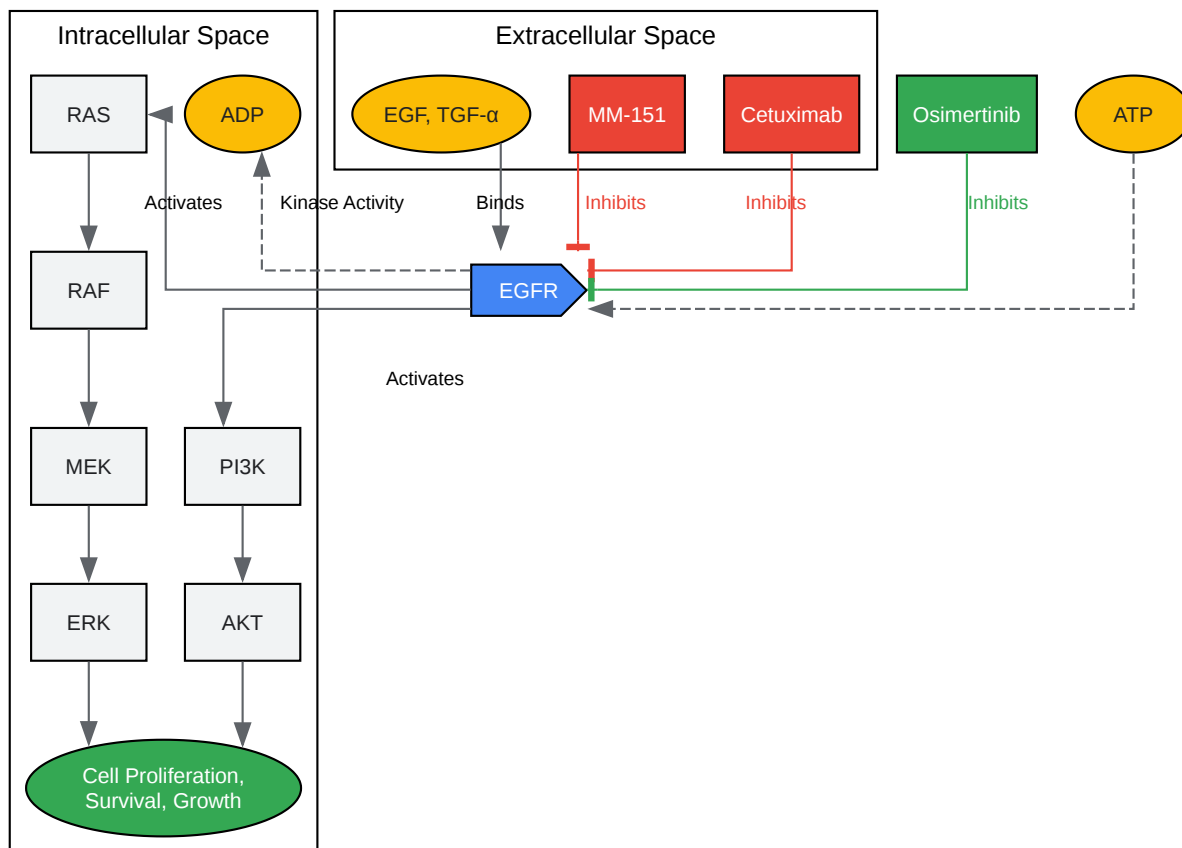 Intracellular Space
Extracellular Space
RAS
ADP
EGF, TGF-α
MM-151
Cetuximab
Osimertinib
ATP
Activates
Kinase Activity
Binds
Inhibits
Inhibits
Inhibits
RAF
EGFR
Activates
MEK
PI3K
ERK
AKT
Cell Proliferation,
Survival, Growth